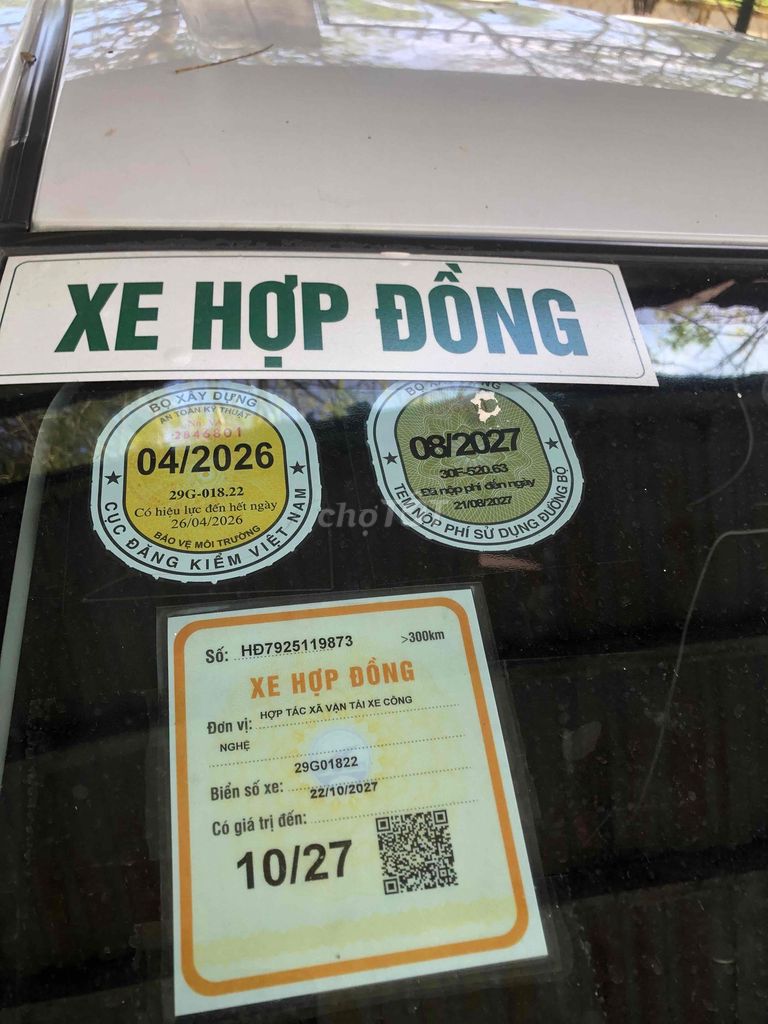 XE HỢP ĐỒNG
BỘ XÂY DỰNG
AN TOÀN KỸ THUẬT
2846801
04/2026
29G-018.22
Có hiệu lực đến hết ngày
26/04/2026
BẢO VỆ MÔI TRƯỜNG
CỤC ĐĂNG KIỂM VIỆT NAM
08/2027
30F-520.63
Đã nộp phí đến ngày
21/08/2027
TEM NỘP PHÍ SỬ DỤNG ĐƯỜNG BỘ
chợTỐT
Số: HĐ7925119873 >300km
XE HỢP ĐỒNG
Đơn vị: HỢP TÁC XÃ VẬN TẢI XE CÔNG
NGHỆ
29G01822
Biển số xe:
22/10/2027
Có giá trị đến:
10/27